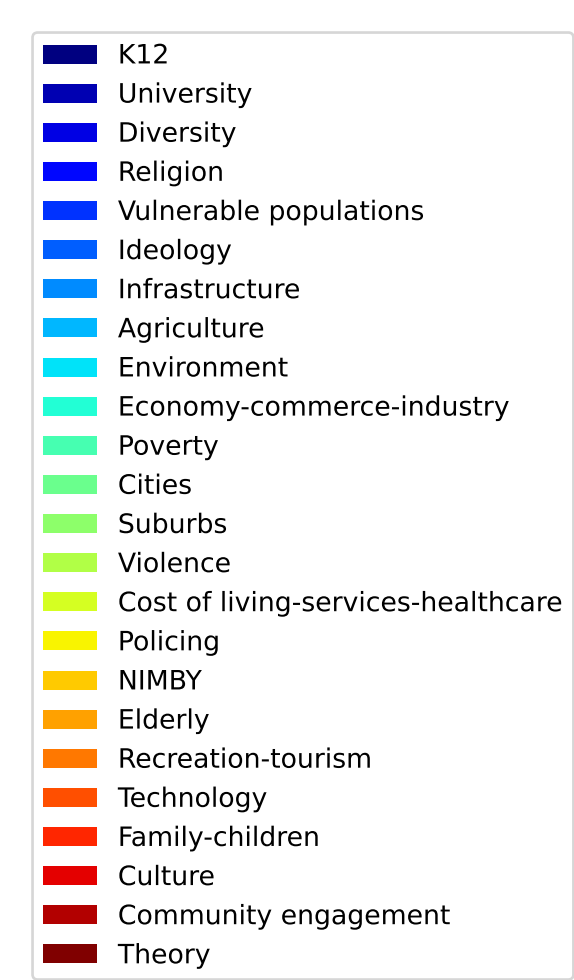 K12
University
Diversity
Religion
Vulnerable populations
Ideology
Infrastructure
Agriculture
Environment
Economy-commerce-industry
Poverty
Cities
Suburbs
Violence
Cost of living-services-healthcare
Policing
NIMBY
Elderly
Recreation-tourism
Technology
Family-children
Culture
Community engagement
Theory